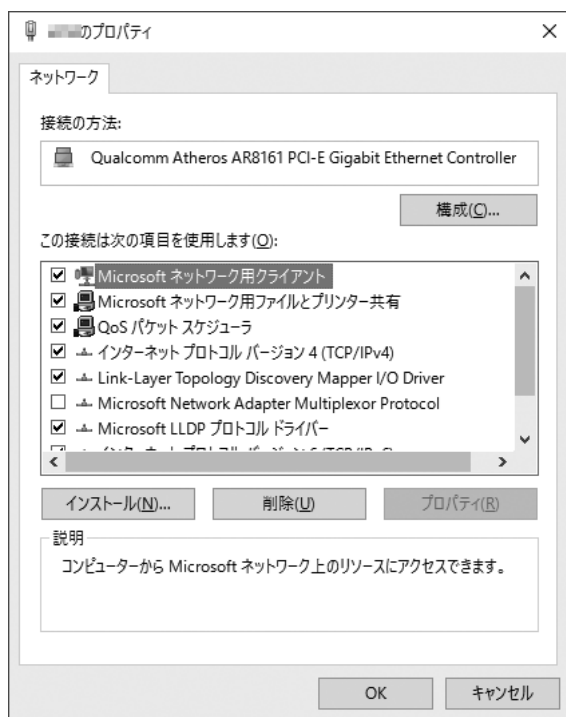 のプロパティ
ネットワーク
接続の方法:
Qualcomm Atheros AR8161 PCI-E Gigabit Ethernet Controller
構成(C)...
この接続は次の項目を使用します(O):
Microsoft ネットワーク用クライアント
Microsoft ネットワーク用ファイルとプリンター共有
QoS パケット スケジューラ
インターネット プロトコル バージョン 4 (TCP/IPv4)
Link-Layer Topology Discovery Mapper I/O Driver
Microsoft Network Adapter Multiplexor Protocol
Microsoft LLDP プロトコル ドライバー
インストール(N)...
削除(U)
プロパティ(R)
説明
コンピューターから Microsoft ネットワーク上のリソースにアクセスできます。
OK
キャンセル